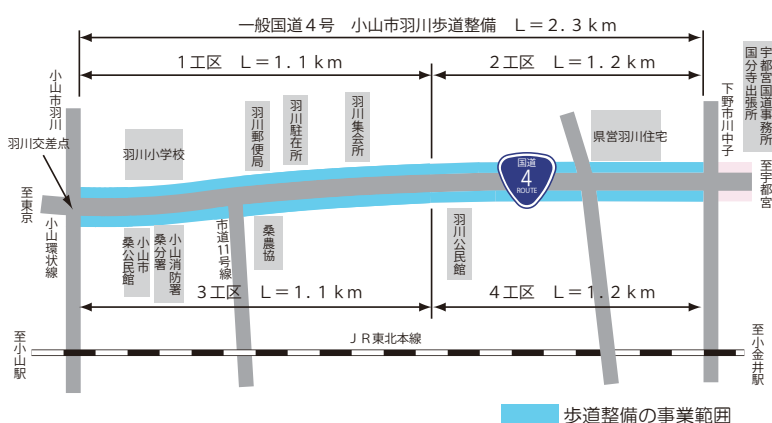 一般国道４号　小山市羽川歩道整備　Ｌ＝２.３ｋｍ
１工区　Ｌ＝１.１ｋｍ
２工区　Ｌ＝１.２ｋｍ
小山市羽川
羽川交差点
至東京
小山環状線
羽川小学校
羽川郵便局
羽川駐在所
羽川集会所
国道
4
ROUTE
県営羽川住宅
下野市川中子
宇都宮国道事務所
国分寺出張所
至宇都宮
小山市
桑公民館
小山消防署
桑分署
市道11号線
桑農協
羽川公民館
３工区　Ｌ＝１.１ｋｍ
４工区　Ｌ＝１.２ｋｍ
ＪＲ東北本線
至小山駅
至小金井駅
歩道整備の事業範囲